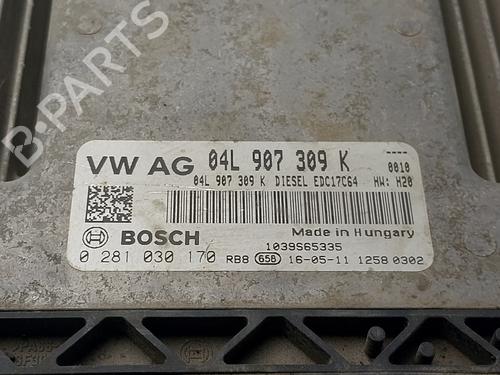 B-PARTS
VW AG 04L 907 309 K ----
0010
04L 907 309 K DIESEL EDC17C64 HW: H20
Made in Hungary
BOSCH 1039S65335
0 281 030 170 RB8 658 16-05-11 1258 0302